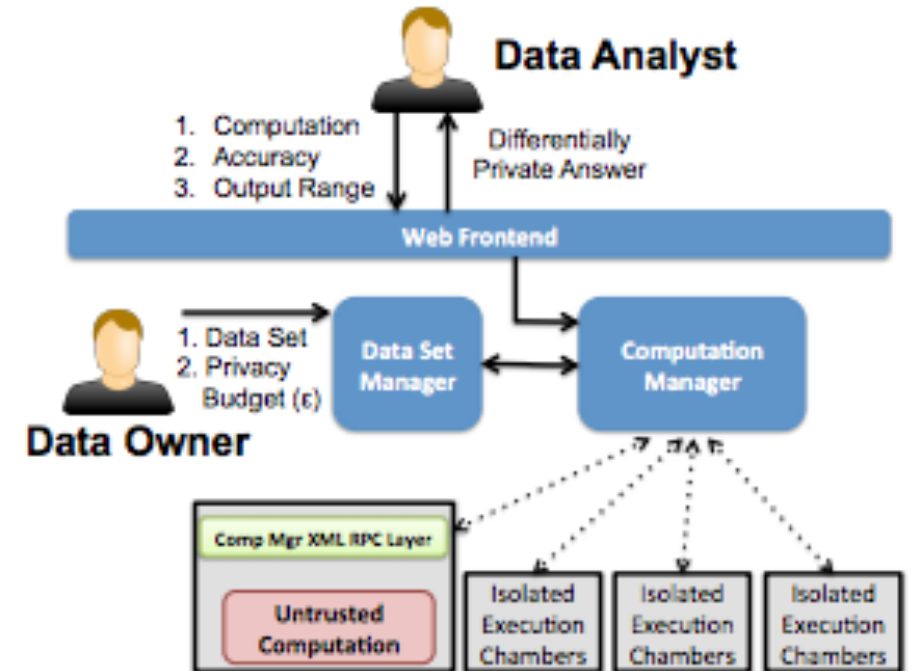 Data Analyst
1. Computation
2. Accuracy
3. Output Range
Differentially
Private Answer
Web Frontend
1. Data Set
2. Privacy
Budget (ε)
Data Owner
Data Set
Manager
Computation
Manager
Comp Mgr XML RPC Layer
Untrusted
Computation
Isolated
Execution
Chambers
Isolated
Execution
Chambers
Isolated
Execution
Chambers